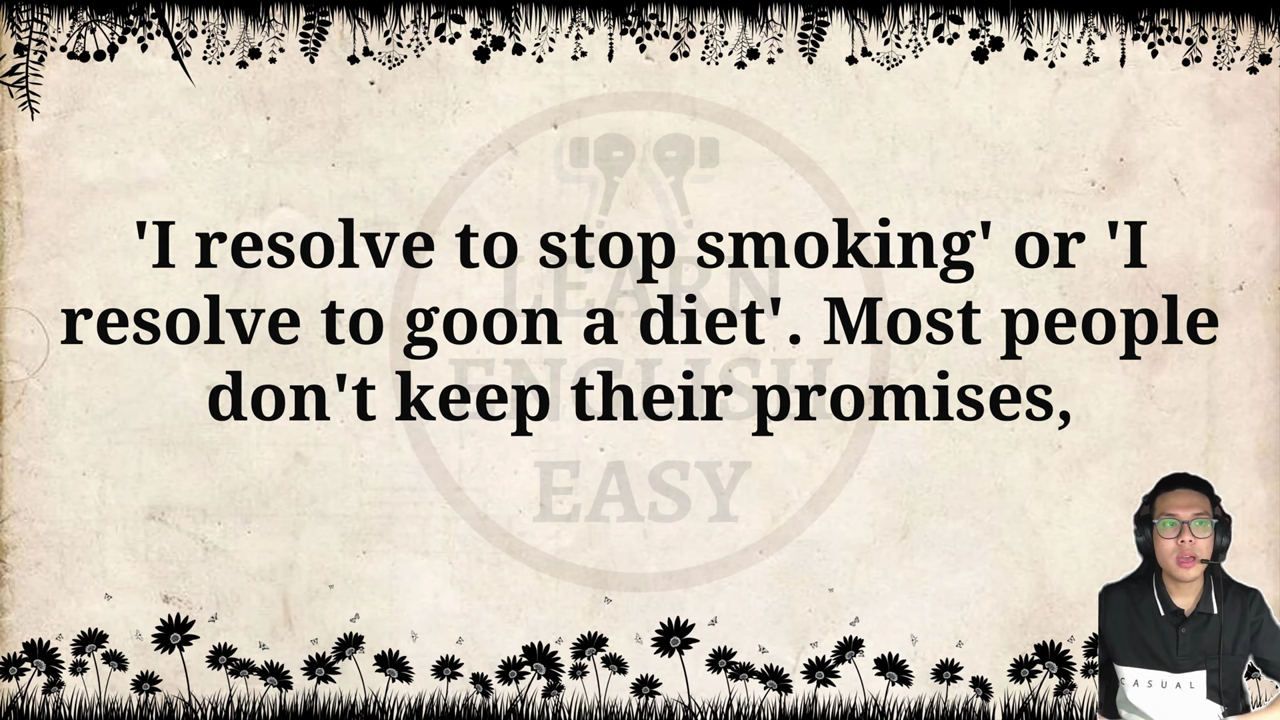 'I resolve to stop smoking' or 'I
resolve to goon a diet'. Most people
don't keep their promises,
LEARN
ENGLISH
EASY
CASUAL